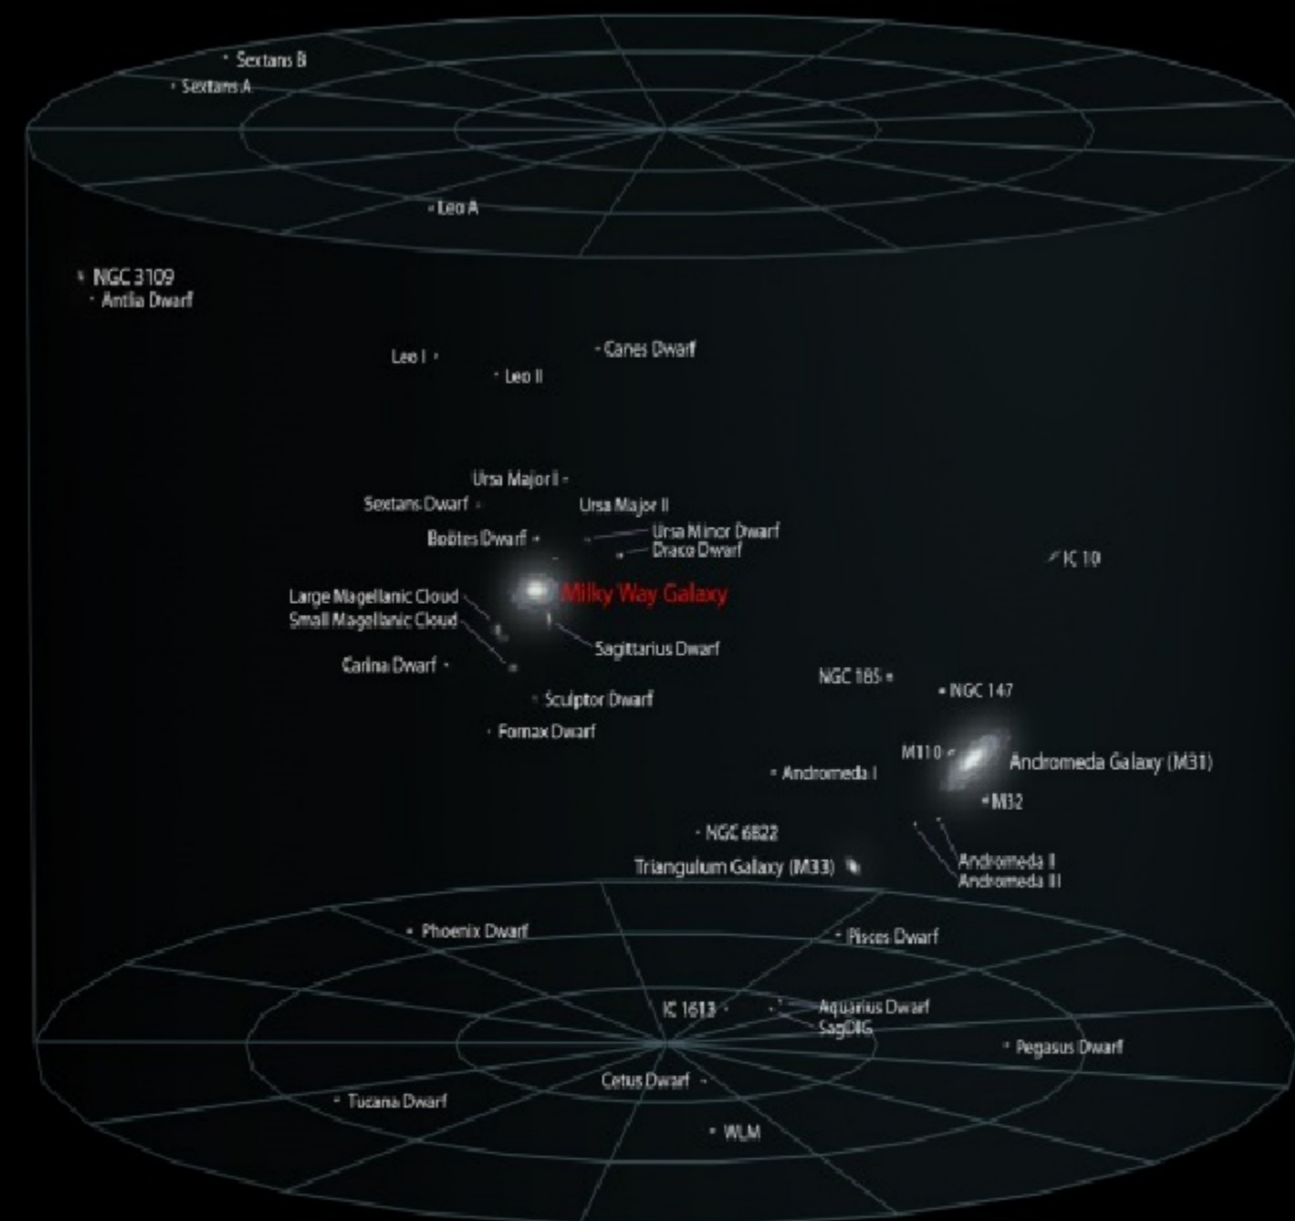 Sextans B
Sextans A
Leo A
NGC 3109
Antlia Dwarf
Canes Dwarf
Leo I
Leo II
Ursa Major I
Sextans Dwarf
Ursa Major II
Ursa Minor Dwarf
Boötes Dwarf
Draco Dwarf
IC 10
Milky Way Galaxy
Large Magellanic Cloud
Small Magellanic Cloud
Sagittarius Dwarf
Carina Dwarf
NGC 185
NGC 147
Sculptor Dwarf
Fornax Dwarf
M110
Andromeda Galaxy (M31)
Andromeda I
M32
NGC 6822
Triangulum Galaxy (M33)
Andromeda II
Andromeda III
Phoenix Dwarf
Pisces Dwarf
IC 1613
Aquarius Dwarf
SagDIG
Pegasus Dwarf
Cetus Dwarf
Tucana Dwarf
WLM